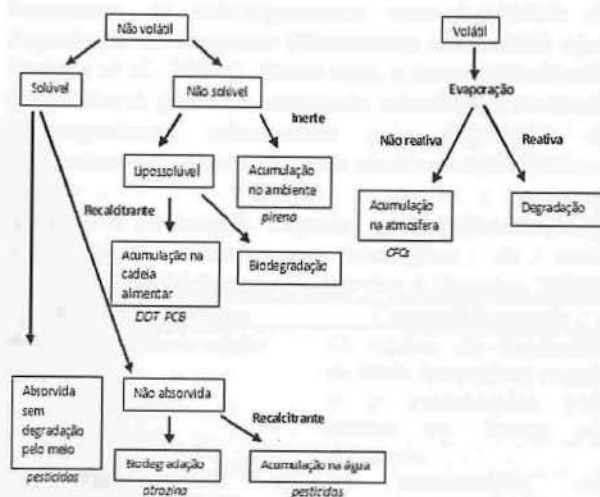 Não volátil
Volátil
Solúvel
Não solúvel
Evaporação
Inerte
Não reativa
Reativa
Lipossolúvel
Acumulação
no ambiente
pireno
Recalcitrante
Acumulação
na atmosfera
CFCs
Degradação
Acumulação na
cadeia
alimentar
DDT PCB
Biodegradação
Absorvida
sem
degradação
pelo meio
pesticidas
Não absorvida
Recalcitrante
Biodegradação
atrazina
Acumulação na água
pesticidas